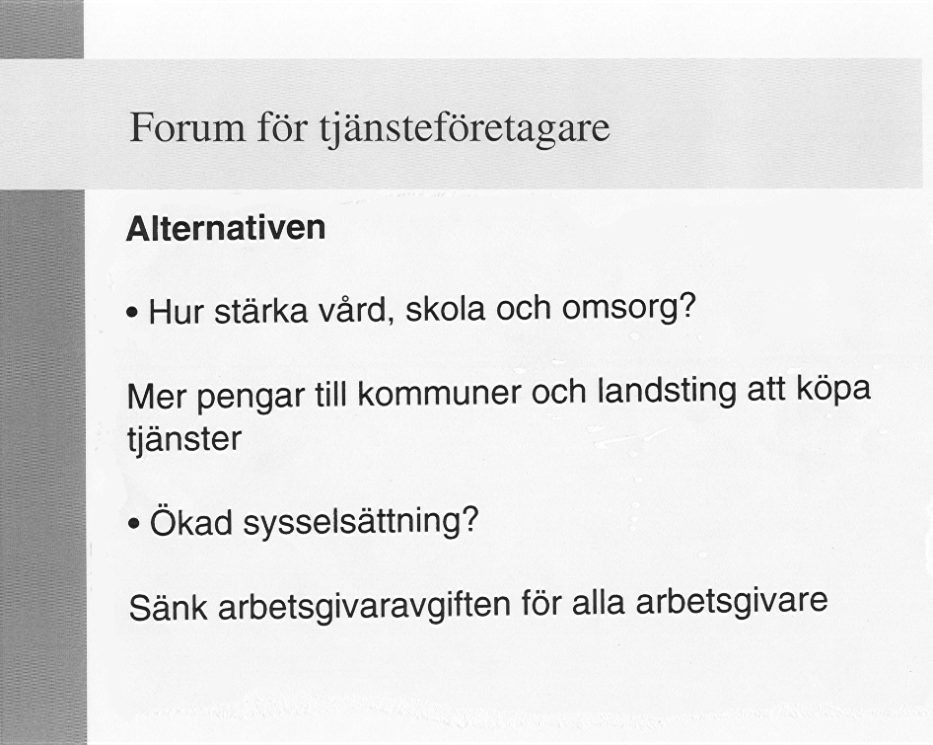 Forum för tjänsteföretagare
Alternativen
• Hur stärka vård, skola och omsorg?
Mer pengar till kommuner och landsting att köpa
tjänster
• Ökad sysselsättning?
Sänk arbetsgivaravgiften för alla arbetsgivare